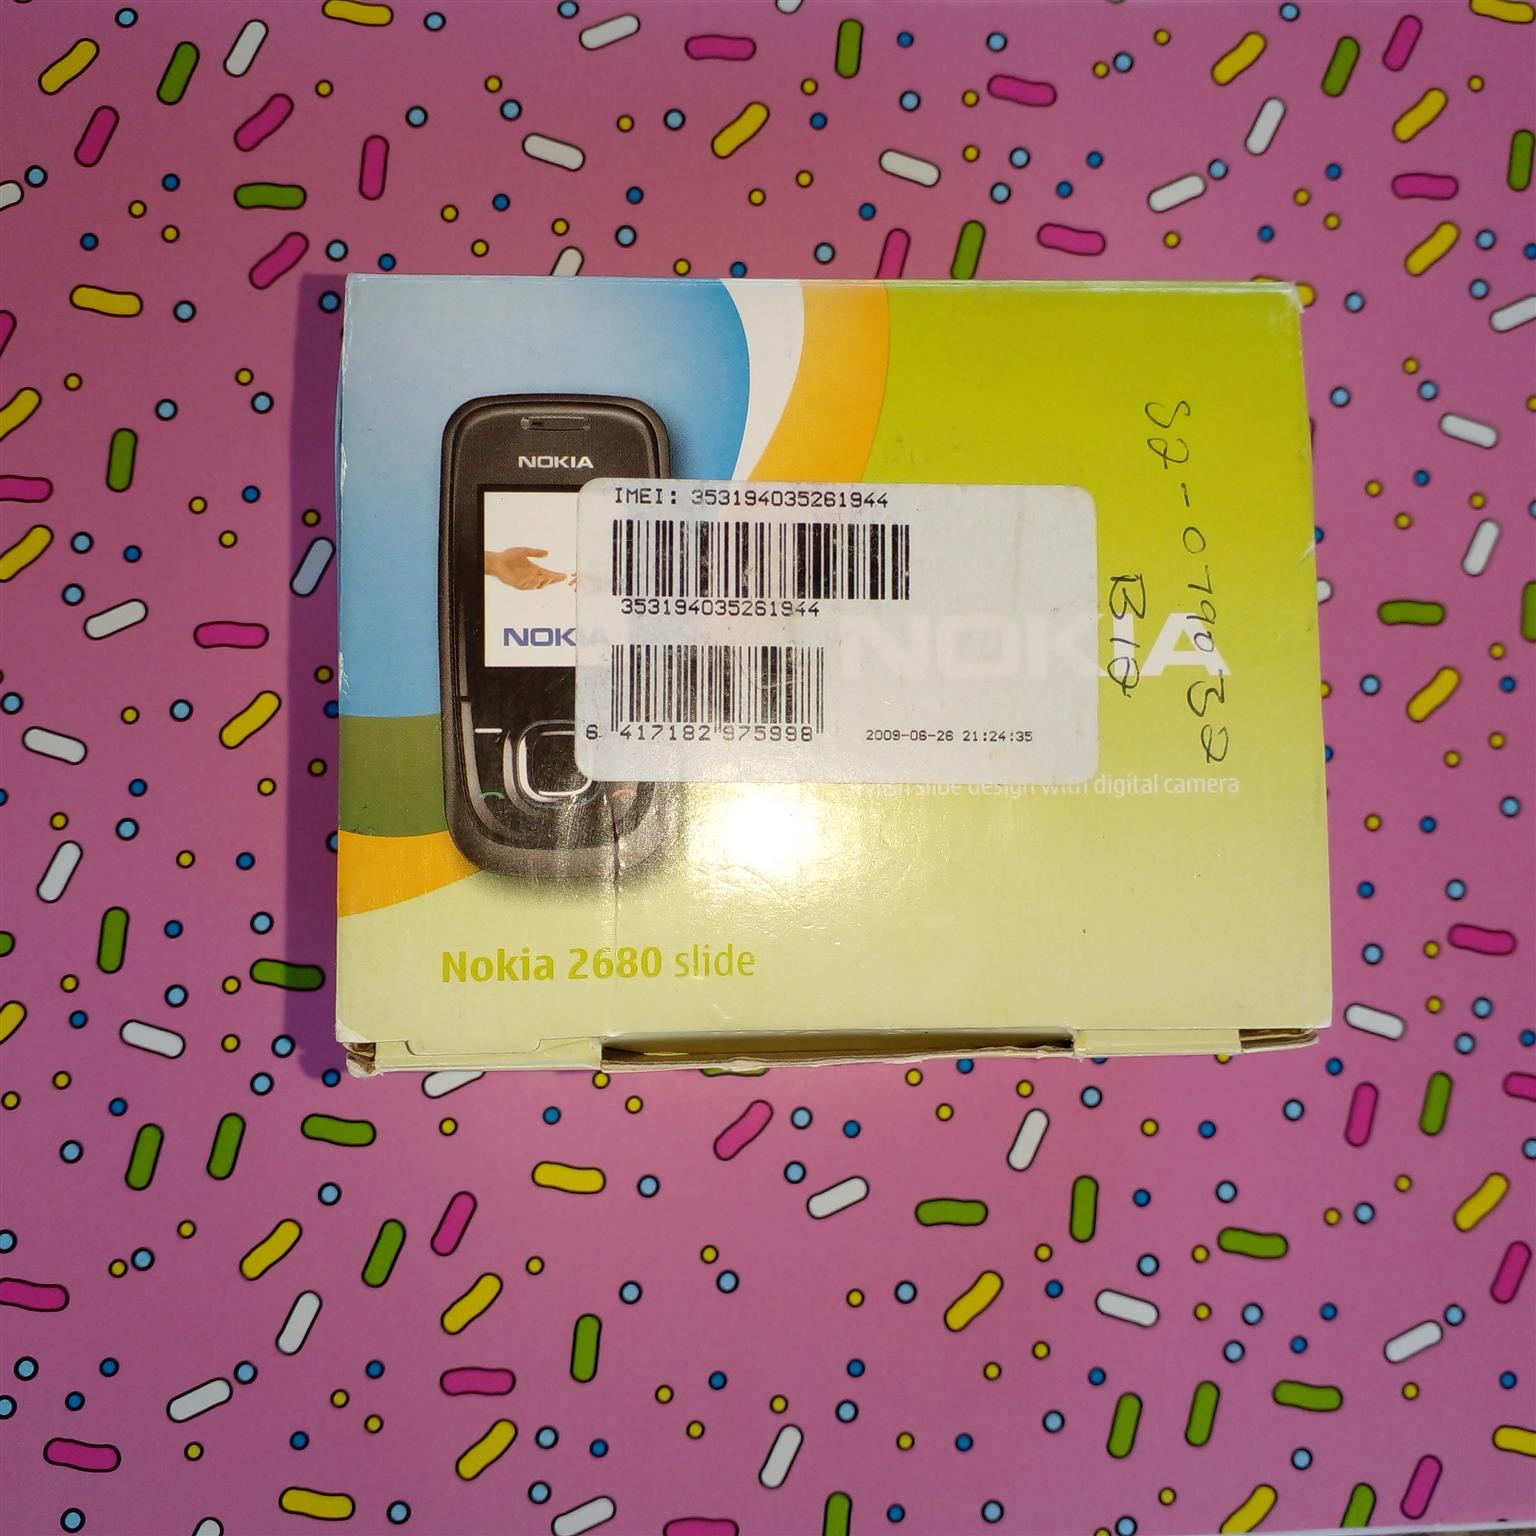 NOKIA
IMEI: 353194035261944
353194035261944
NOKIA
NOKIA
6 417182 975998
2009-06-26 21:24:35
slide design with digital camera
Nokia 2680 slide
B10